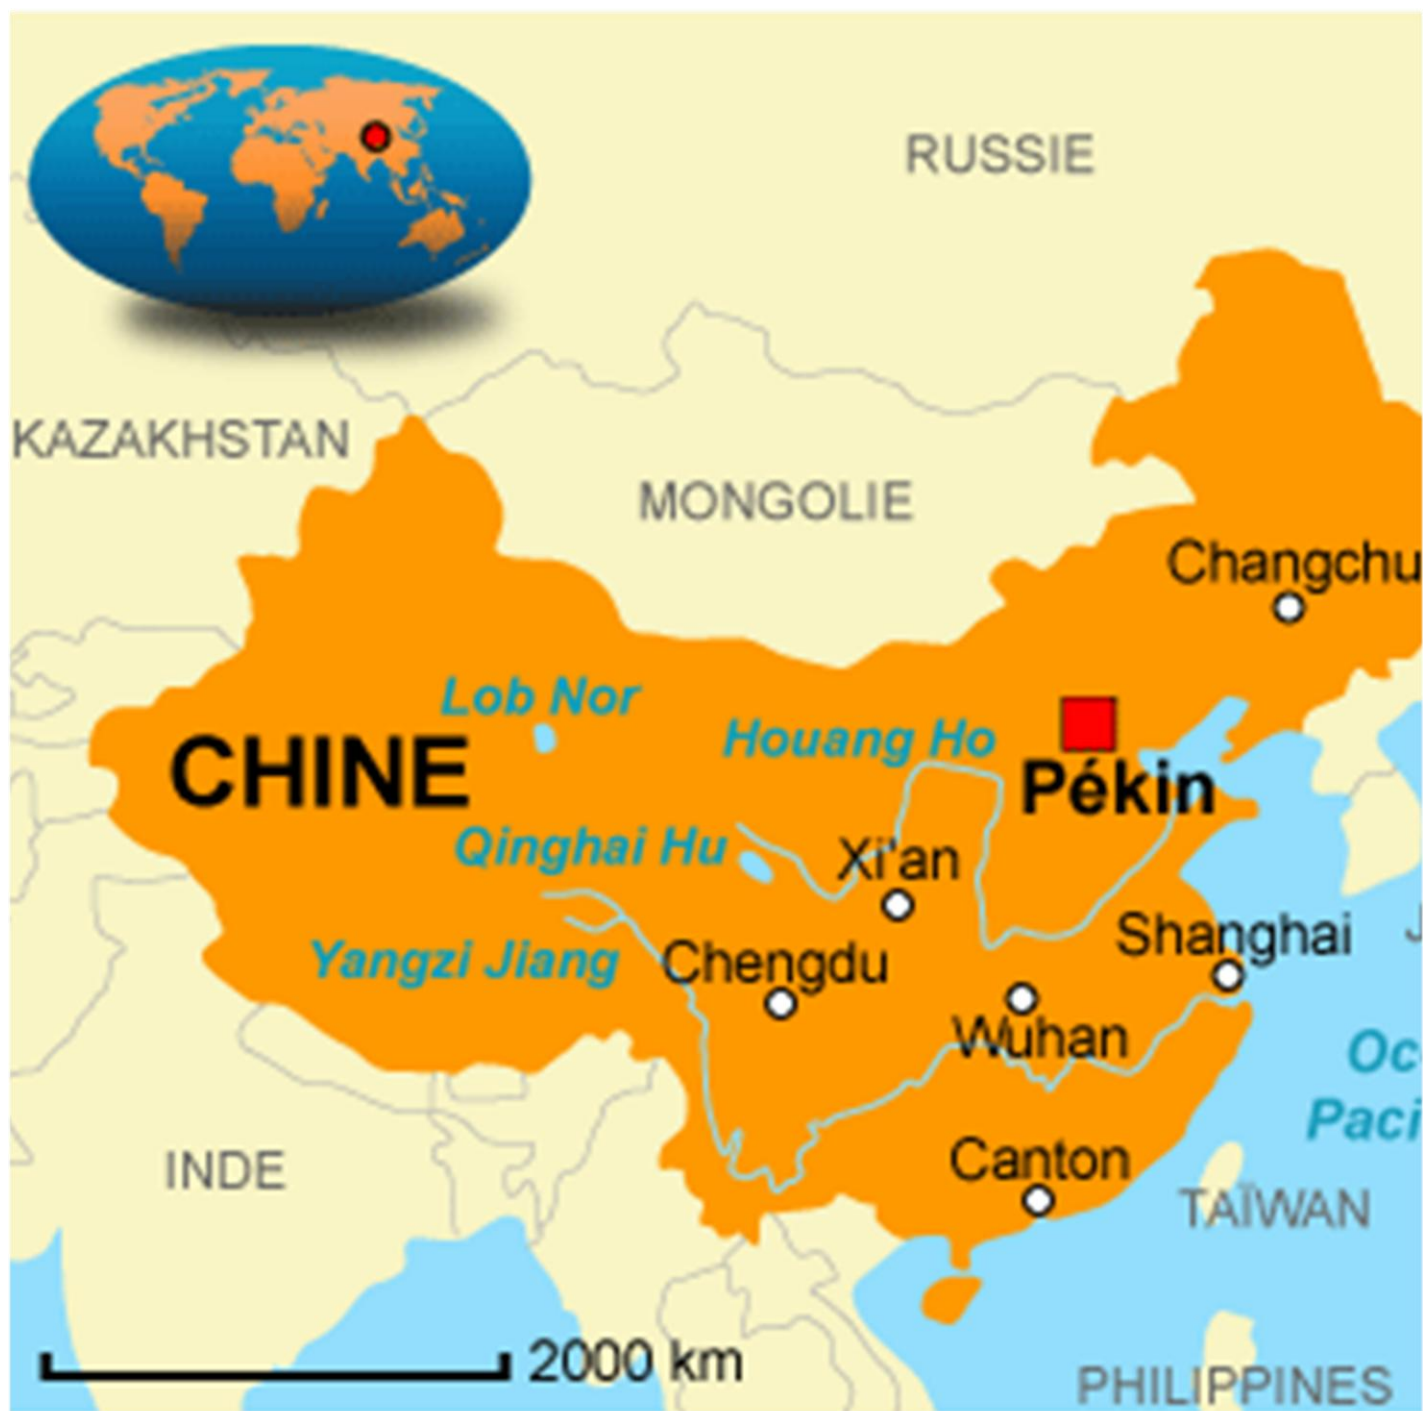 RUSSIE
KAZAKHSTAN
MONGOLIE
Changchu
Lob Nor
Houang Ho
CHINE
Pékin
Qinghai Hu
Xi'an
Shanghai
J
Yangzi Jiang
Chengdu
Wuhan
Oc
Paci
Canton
INDE
TAÏWAN
2000 km
PHILIPPINES